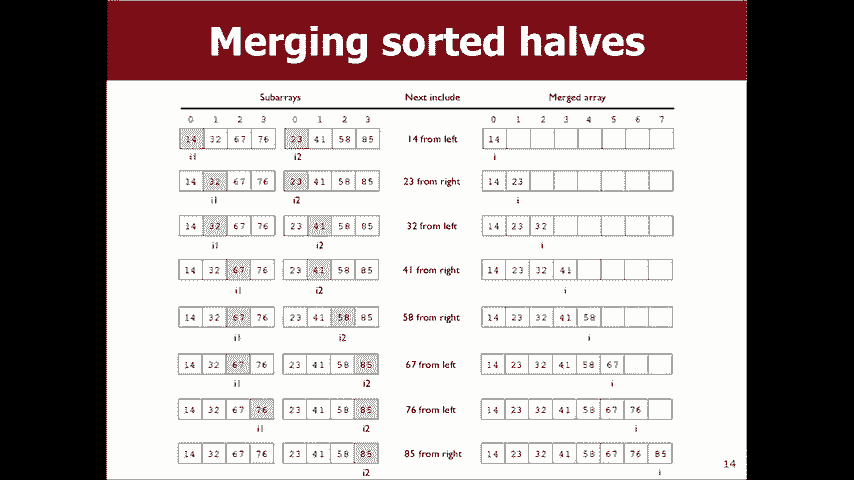 Merging sorted halves
Subarrays Next include Merged array
0 1 2 3 0 1 2 3 0 1 2 3 4 5 6 7
14 32 67 76 23 41 58 85 14 from left 14
i1 i2 i
14 32 67 76 23 41 58 85 23 from right 14 23
i1 i2 i
14 32 67 76 23 41 58 85 32 from left 14 23 32
i1 i2 i
14 32 67 76 23 41 58 85 41 from right 14 23 32 41
i1 i2 i
14 32 67 76 23 41 58 85 58 from right 14 23 32 41 58
i1 i2 i
14 32 67 76 23 41 58 85 67 from left 14 23 32 41 58 67
i1 i2 i
14 32 67 76 23 41 58 85 76 from left 14 23 32 41 58 67 76
i1 i2 i
14 32 67 76 23 41 58 85 85 from right 14 23 32 41 58 67 76 85
i2 i
14